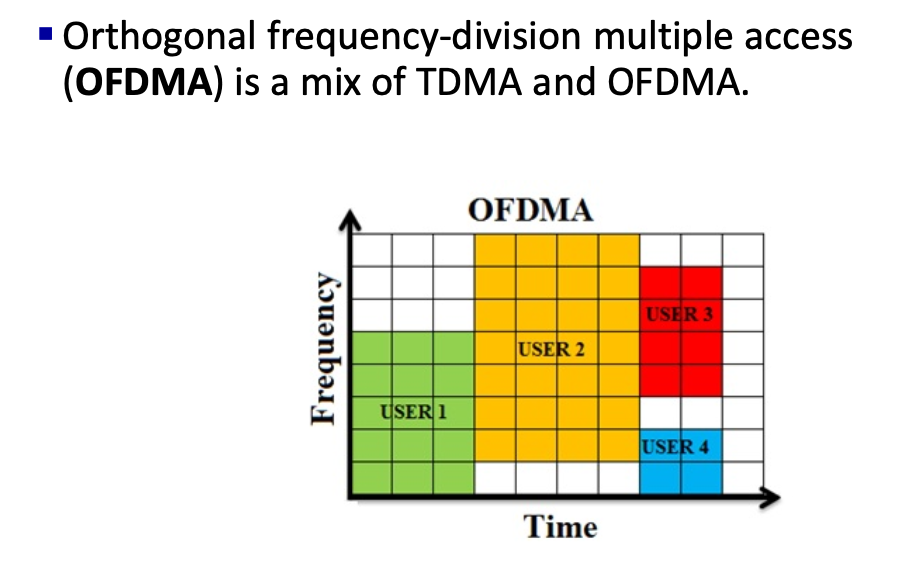 ▪ Orthogonal frequency-division multiple access
(OFDMA) is a mix of TDMA and OFDMA.
OFDMA
Frequency
USER 3
USER 2
USER 1
USER 4
Time